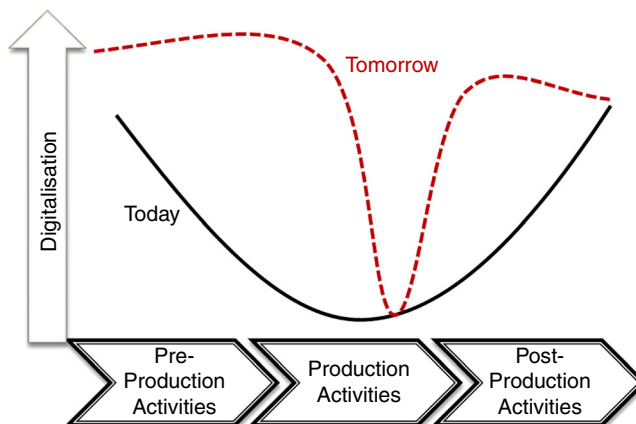 Digitalisation
Tomorrow
Today
Pre-
Production
Activities
Production
Activities
Post-
Production
Activities